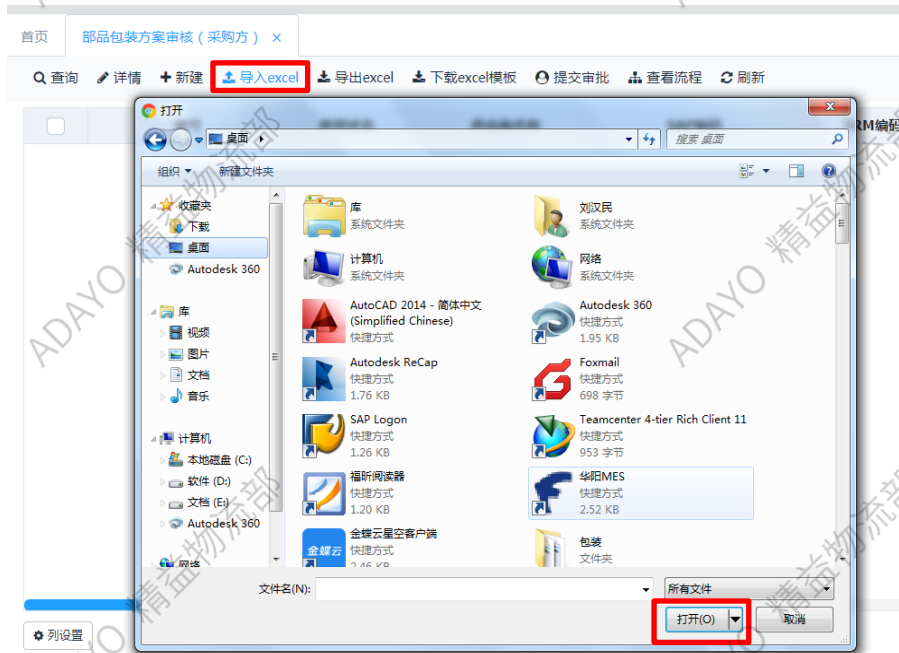 首页 部品包装方案审核（采购方） ×
查询 详情 新建 导入excel 导出excel 下载excel模板 提交审批 查看流程 刷新
打开
RM编码
桌面
搜索 桌面
组织 新建文件夹
收藏夹
下载
桌面
Autodesk 360
库
视频
图片
文档
音乐
计算机
本地磁盘 (C:)
软件 (D:)
文档 (E:)
Autodesk 360
网络
库
系统文件夹
刘汉民
系统文件夹
计算机
系统文件夹
网络
系统文件夹
AutoCAD 2014 - 简体中文
(Simplified Chinese)
快捷方式
Autodesk 360
快捷方式
1.95 KB
Autodesk ReCap
快捷方式
1.76 KB
Foxmail
快捷方式
698 字节
SAP Logon
快捷方式
1.26 KB
Teamcenter 4-tier Rich Client 11
快捷方式
953 字节
福昕阅读器
快捷方式
1.20 KB
华阳MES
快捷方式
2.52 KB
金蝶云
金蝶云星空客户端
快捷方式
2.46 KB
包装
文件夹
文件名(N):
所有文件
打开(O) 取消
列设置
ADAYO 精益物流部
ADAYO 精益物流部